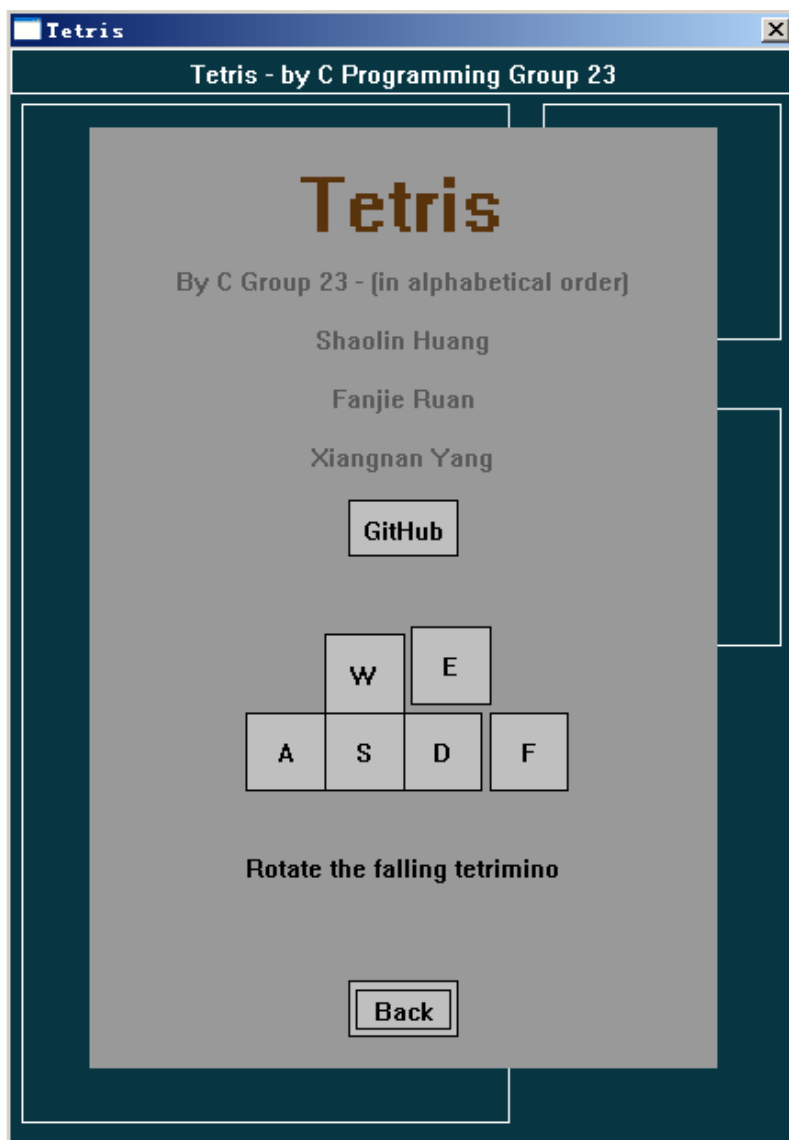 Tetris
Tetris - by C Programming Group 23
Tetris
By C Group 23 - (in alphabetical order)
Shaolin Huang
Fanjie Ruan
Xiangnan Yang
GitHub
W E
A S D F
Rotate the falling tetrimino
Back